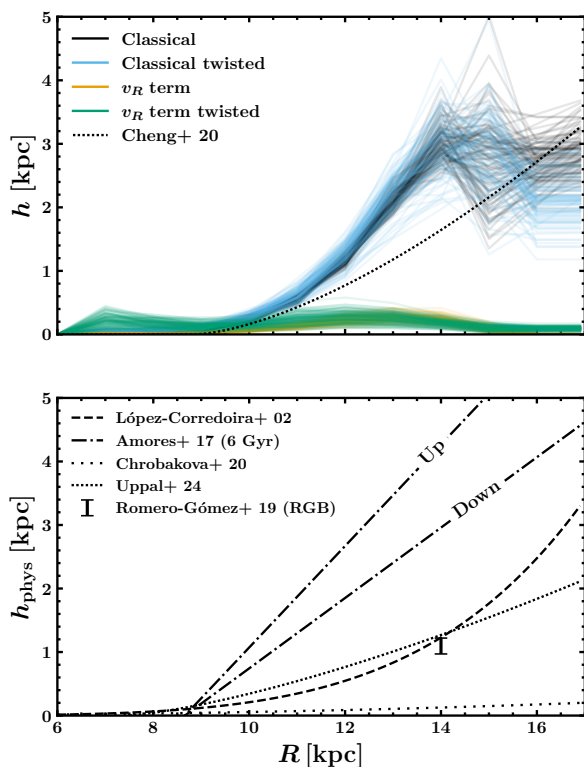 5
4
3
2
1
0
h [kpc]
Classical
Classical twisted
v_R term
v_R term twisted
Cheng+ 20
5
4
3
2
1
0
h_phys [kpc]
López-Corredoira+ 02
Amores+ 17 (6 Gyr)
Chrobakova+ 20
Uppal+ 24
Romero-Gómez+ 19 (RGB)
Up
Down
6 8 10 12 14 16
R [kpc]